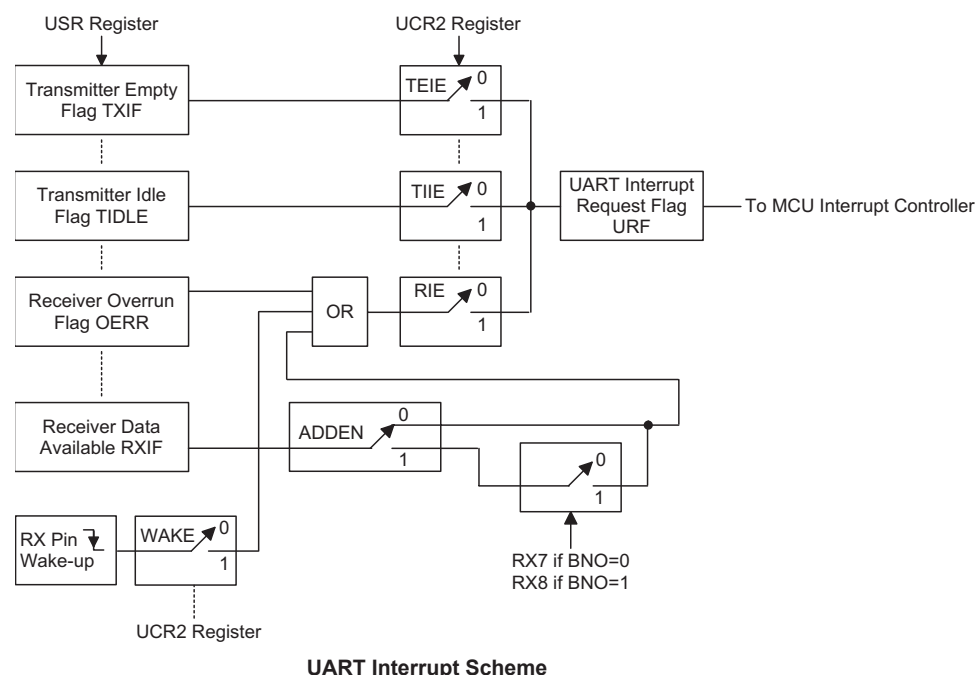 USR Register
UCR2 Register
Transmitter Empty
Flag TXIF
TEIE
0
1
Transmitter Idle
Flag TIDLE
TIIE
0
1
UART Interrupt
Request Flag
URF
To MCU Interrupt Controller
Receiver Overrun
Flag OERR
OR
RIE
0
1
Receiver Data
Available RXIF
ADDEN
0
1
0
1
RX Pin
Wake-up
WAKE
0
1
RX7 if BNO=0
RX8 if BNO=1
UCR2 Register
UART Interrupt Scheme